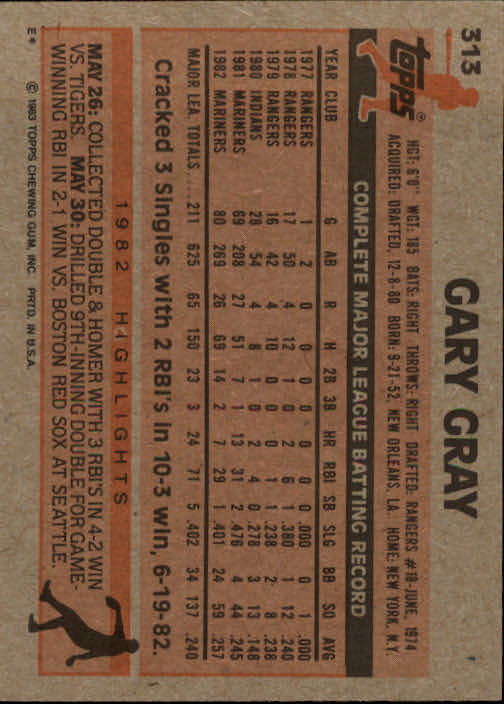 313
topps®
GARY GRAY
HGT: 6'0" WGT: 185 BATS: RIGHT THROWS: RIGHT DRAFTED: RANGERS #18-JUNE, 1974
ACQUIRED: DRAFTED, 12-8-80 BORN: 9-21-52, NEW ORLEANS, LA. HOME: NEW YORK, N.Y.
COMPLETE MAJOR LEAGUE BATTING RECORD
YEAR CLUB G AB R H 2B 3B HR RBI SB SLG BB SO AVG
1977 RANGERS 1 2 0 0 0 0 0 0 0 .000 0 1 .000
1978 RANGERS 17 50 4 12 1 0 2 6 1 .380 1 12 .240
1979 RANGERS 16 42 4 10 0 0 0 1 1 .238 2 8 .238
1980 INDIANS 28 54 4 8 1 0 2 4 0 .278 3 13 .148
1981 MARINERS 69 208 27 51 7 1 13 31 2 .476 4 44 .245
1982 MARINERS 80 269 26 69 14 2 7 29 1 .401 24 59 .257
MAJOR LEA. TOTALS .... 211 625 65 150 23 3 24 71 5 .402 34 137 .240
Cracked 3 Singles with 2 RBI's in 10-3 win, 6-19-82.
1982 HIGHLIGHTS
MAY 26: COLLECTED DOUBLE & HOMER WITH 3 RBI'S IN 4-2 WIN
VS. TIGERS. MAY 30: DRILLED 9TH-INNING DOUBLE FOR GAME-
WINNING RBI IN 2-1 WIN VS. BOSTON RED SOX AT SEATTLE.
E* © 1983 TOPPS CHEWING GUM, INC. PRTD. IN U.S.A.